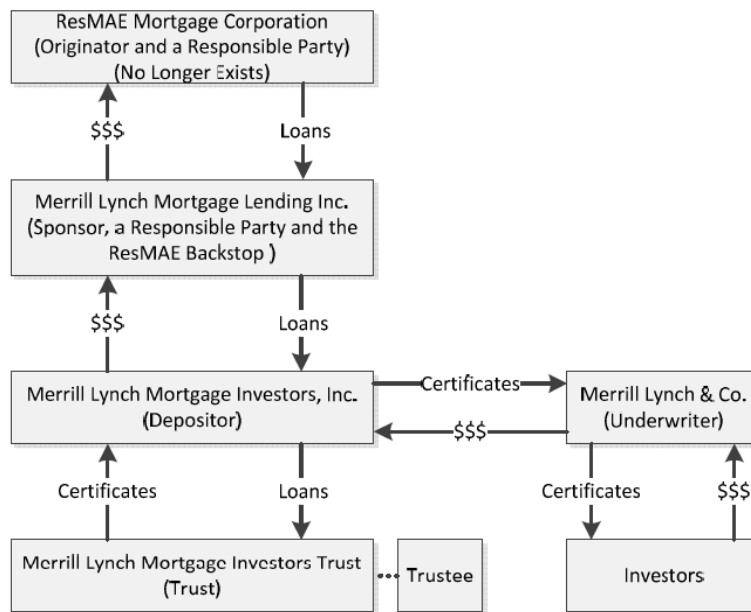 ResMAE Mortgage Corporation
(Originator and a Responsible Party)
(No Longer Exists)
$$$
Loans
Merrill Lynch Mortgage Lending Inc.
(Sponsor, a Responsible Party and the
ResMAE Backstop )
$$$
Loans
Merrill Lynch Mortgage Investors, Inc.
(Depositor)
Certificates
$$$
Merrill Lynch & Co.
(Underwriter)
Certificates
Loans
Certificates
$$$
Merrill Lynch Mortgage Investors Trust
(Trust)
Trustee
Investors